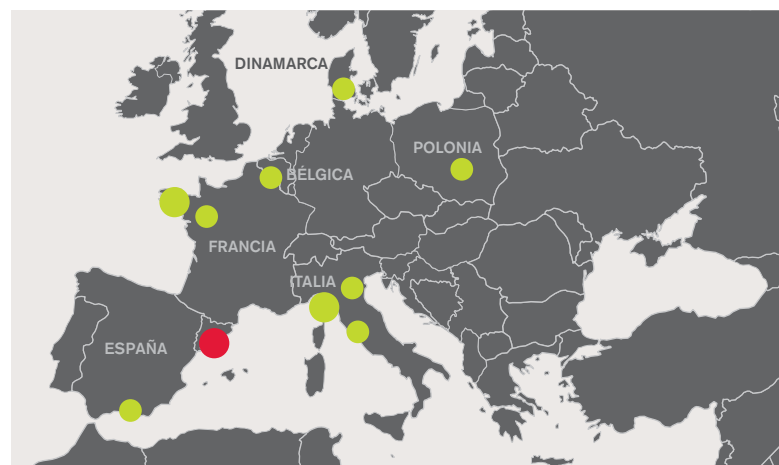 DINAMARCA
POLONIA
BÉLGICA
FRANCIA
ITALIA
ESPAÑA